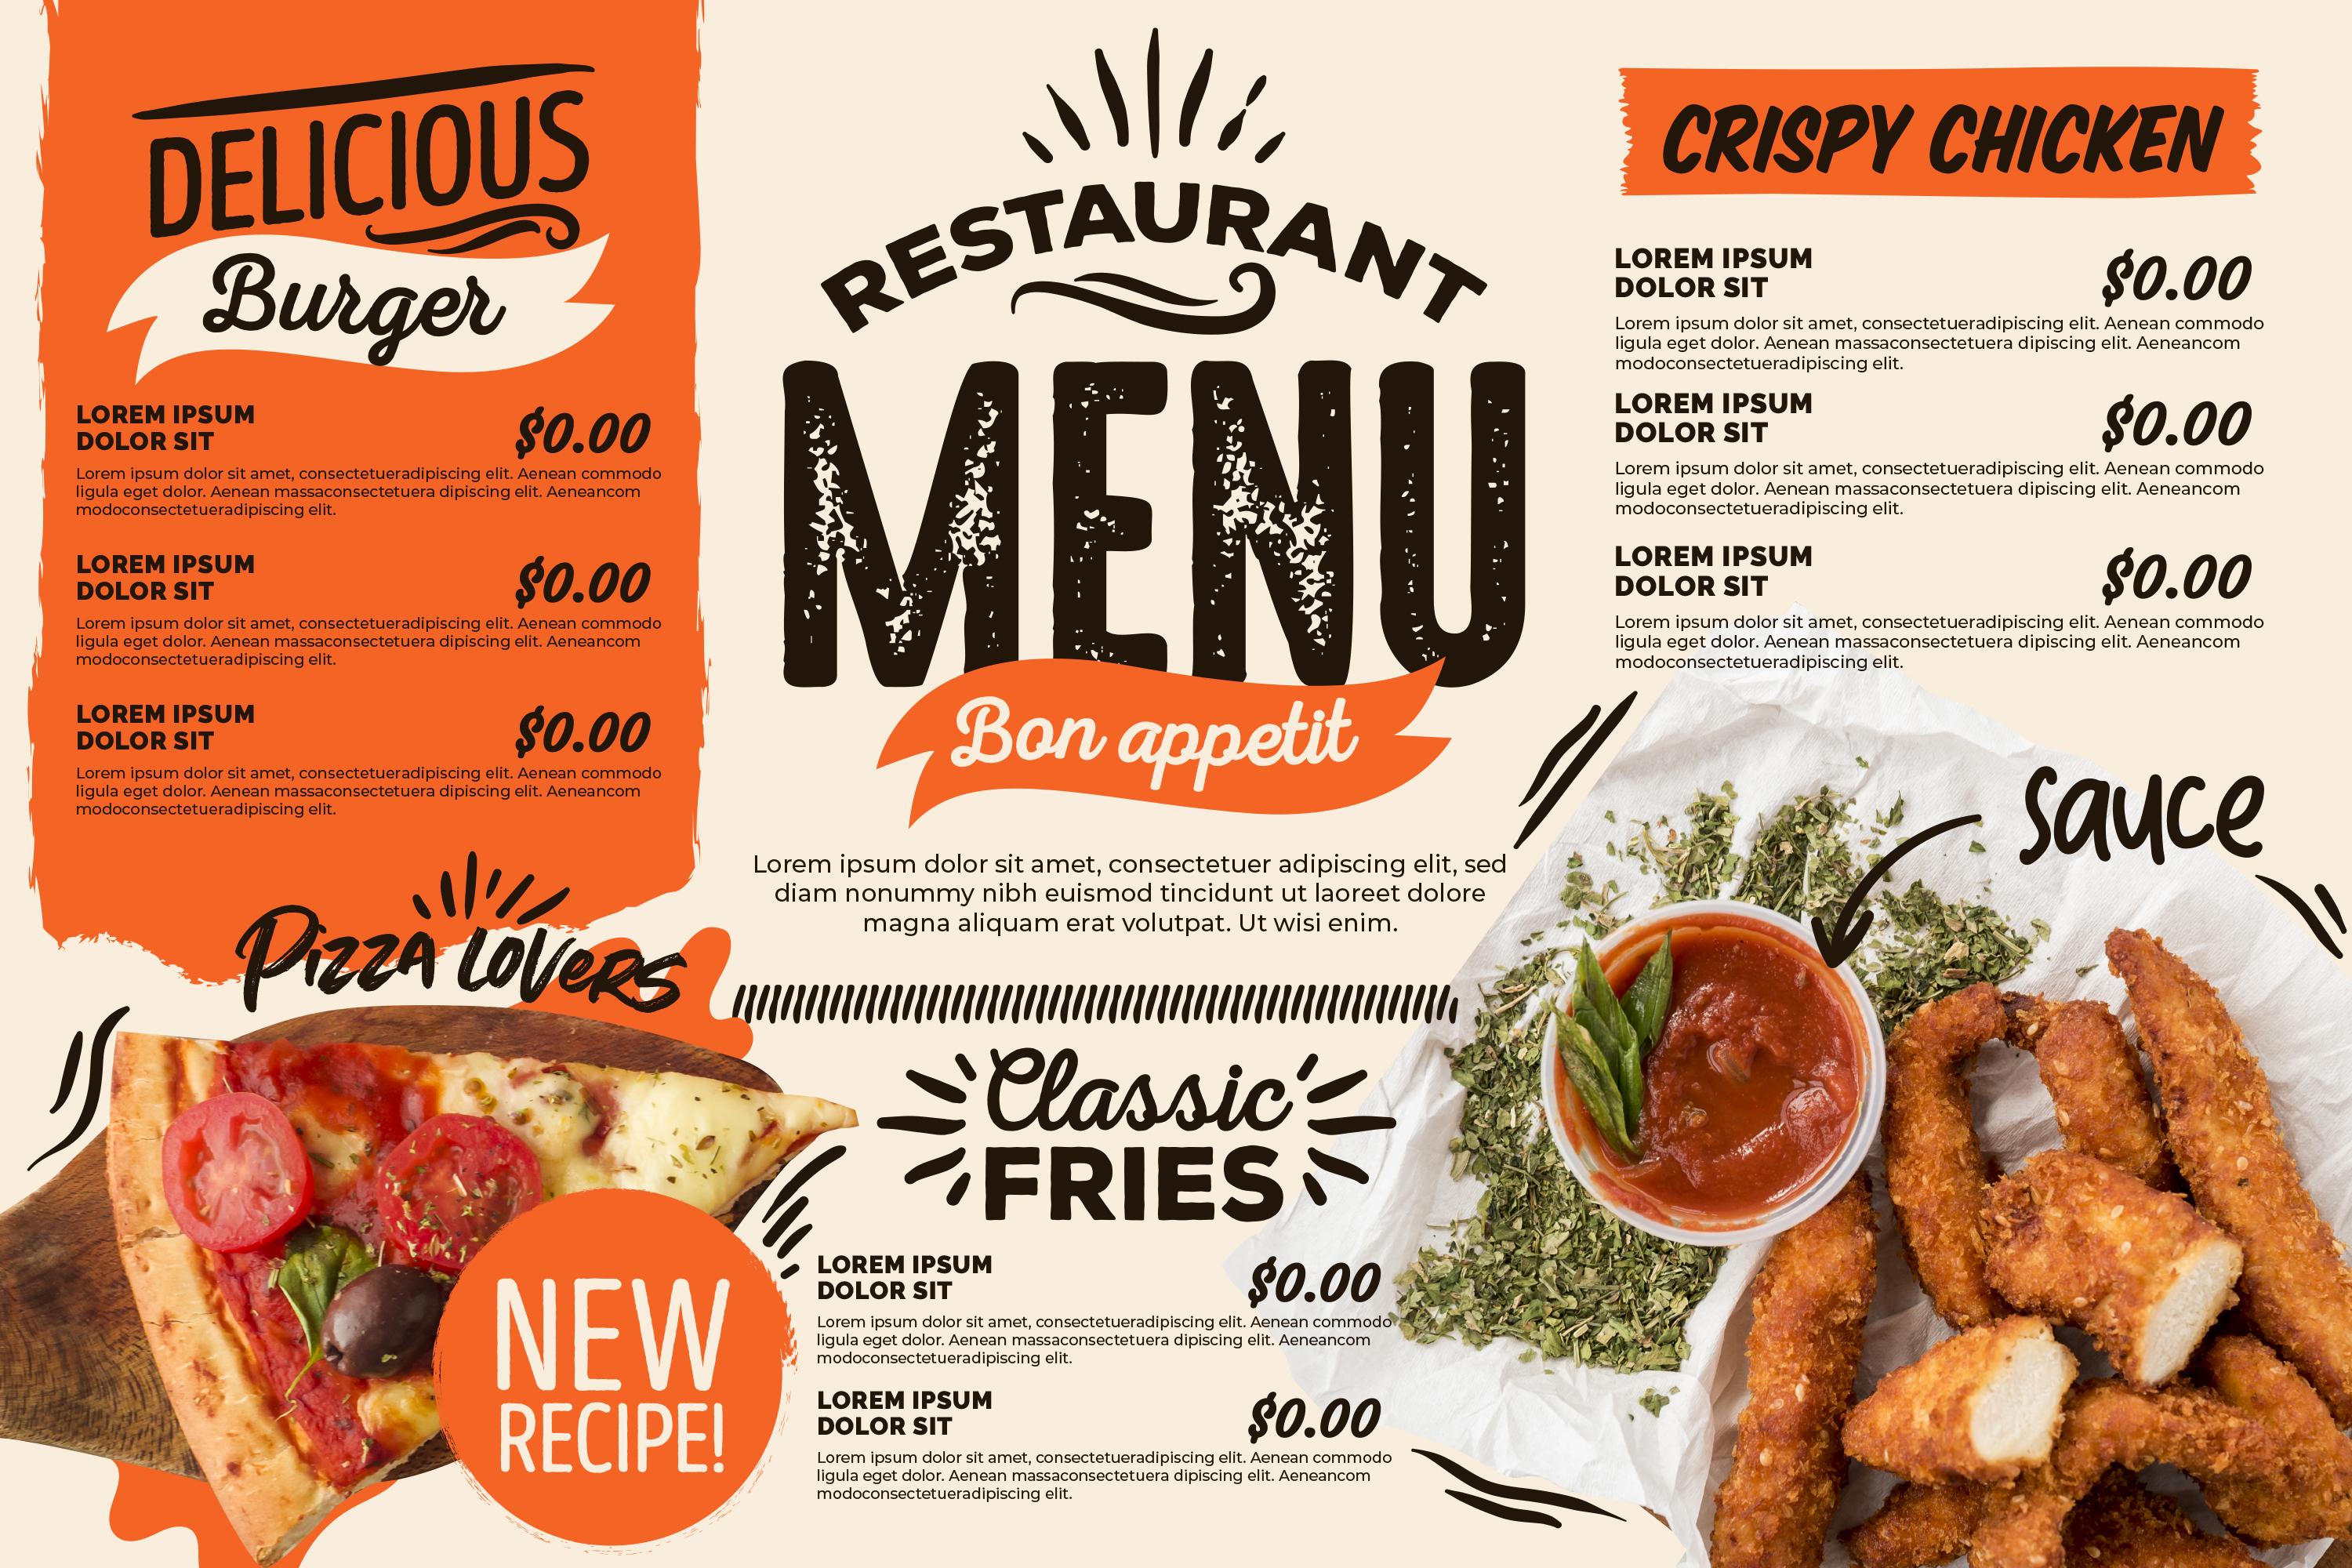 DELICIOUS
Burger
LOREM IPSUM
DOLOR SIT
$0.00
Lorem ipsum dolor sit amet, consectetueradipiscing elit. Aenean commodo
ligula eget dolor. Aenean massaconsectetuera dipiscing elit. Aeneancom
modoconsectetueradipiscing elit.
LOREM IPSUM
DOLOR SIT
$0.00
Lorem ipsum dolor sit amet, consectetueradipiscing elit. Aenean commodo
ligula eget dolor. Aenean massaconsectetuera dipiscing elit. Aeneancom
modoconsectetueradipiscing elit.
LOREM IPSUM
DOLOR SIT
$0.00
Lorem ipsum dolor sit amet, consectetueradipiscing elit. Aenean commodo
ligula eget dolor. Aenean massaconsectetuera dipiscing elit. Aeneancom
modoconsectetueradipiscing elit.
Pizza LOVeRS
NEW
RECIPE!
RESTAURANT
MENU
Bon appetit
Lorem ipsum dolor sit amet, consectetuer adipiscing elit, sed
diam nonummy nibh euismod tincidunt ut laoreet dolore
magna aliquam erat volutpat. Ut wisi enim.
Classic
FRIES
LOREM IPSUM
DOLOR SIT
$0.00
Lorem ipsum dolor sit amet, consectetueradipiscing elit. Aenean commodo
ligula eget dolor. Aenean massaconsectetuera dipiscing elit. Aeneancom
modoconsectetueradipiscing elit.
LOREM IPSUM
DOLOR SIT
$0.00
Lorem ipsum dolor sit amet, consectetueradipiscing elit. Aenean commodo
ligula eget dolor. Aenean massaconsectetuera dipiscing elit. Aeneancom
modoconsectetueradipiscing elit.
CRISPY CHICKEN
LOREM IPSUM
DOLOR SIT
$0.00
Lorem ipsum dolor sit amet, consectetueradipiscing elit. Aenean commodo
ligula eget dolor. Aenean massaconsectetuera dipiscing elit. Aeneancom
modoconsectetueradipiscing elit.
LOREM IPSUM
DOLOR SIT
$0.00
Lorem ipsum dolor sit amet, consectetueradipiscing elit. Aenean commodo
ligula eget dolor. Aenean massaconsectetuera dipiscing elit. Aeneancom
modoconsectetueradipiscing elit.
LOREM IPSUM
DOLOR SIT
$0.00
Lorem ipsum dolor sit amet, consectetueradipiscing elit. Aenean commodo
ligula eget dolor. Aenean massaconsectetuera dipiscing elit. Aeneancom
modoconsectetueradipiscing elit.
sauce